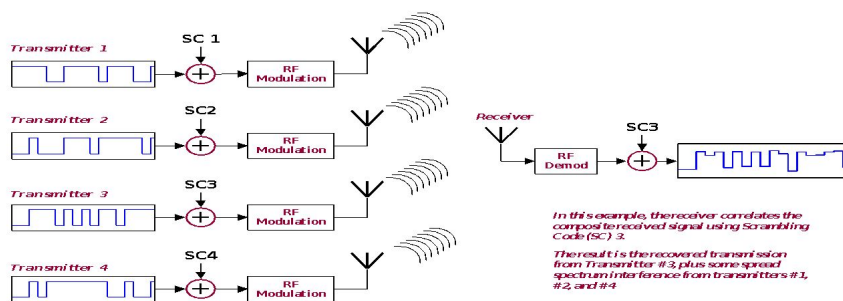 Transmitter 1
SC 1
RF
Modulation
Transmitter 2
SC2
RF
Modulation
Transmitter 3
SC3
RF
Modulation
Transmitter 4
SC4
RF
Modulation
Receiver
RF
Demod
SC3
In this example, the receiver correlates the
composite received signal using Scrambling
Code (SC) 3.
The result is the recovered transmission
from Transmitter #3, plus some spread
spectrum interference from transmitters #1,
#2, and #4